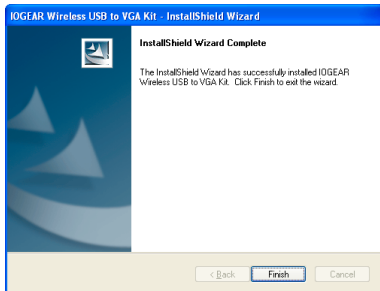 IOGEAR Wireless USB to VGA Kit - InstallShield Wizard
InstallShield Wizard Complete
The InstallShield Wizard has successfully installed IOGEAR
Wireless USB to VGA Kit. Click Finish to exit the wizard.
< Back
Finish
Cancel